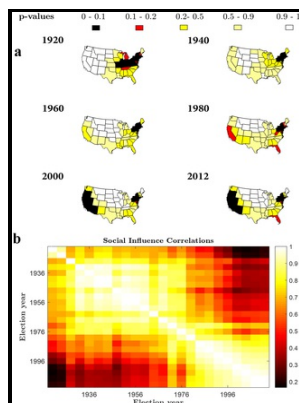 p-values 0 - 0.1 0.1 - 0.2 0.2- 0.5 0.5 - 0.9 0.9 - 1
1920 1940
a
1960 1980
2000 2012
b Social Influence Correlations
1
0.9
0.8
0.7
0.6
0.5
0.4
0.3
0.2
Election year
1936
1956
1976
1996
1936 1956 1976 1996
Election year